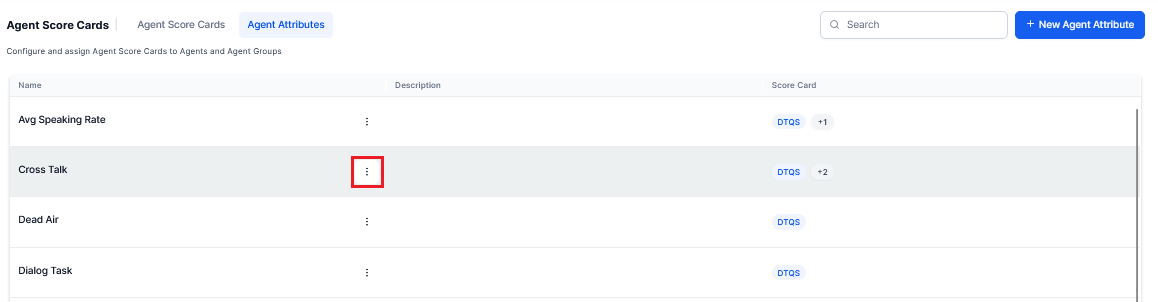 Agent Score Cards Agent Score Cards Agent Attributes Search + New Agent Attribute
Configure and assign Agent Score Cards to Agents and Agent Groups
Name Description Score Card
Avg Speaking Rate DTQS +1
Cross Talk DTQS +2
Dead Air DTQS
Dialog Task DTQS